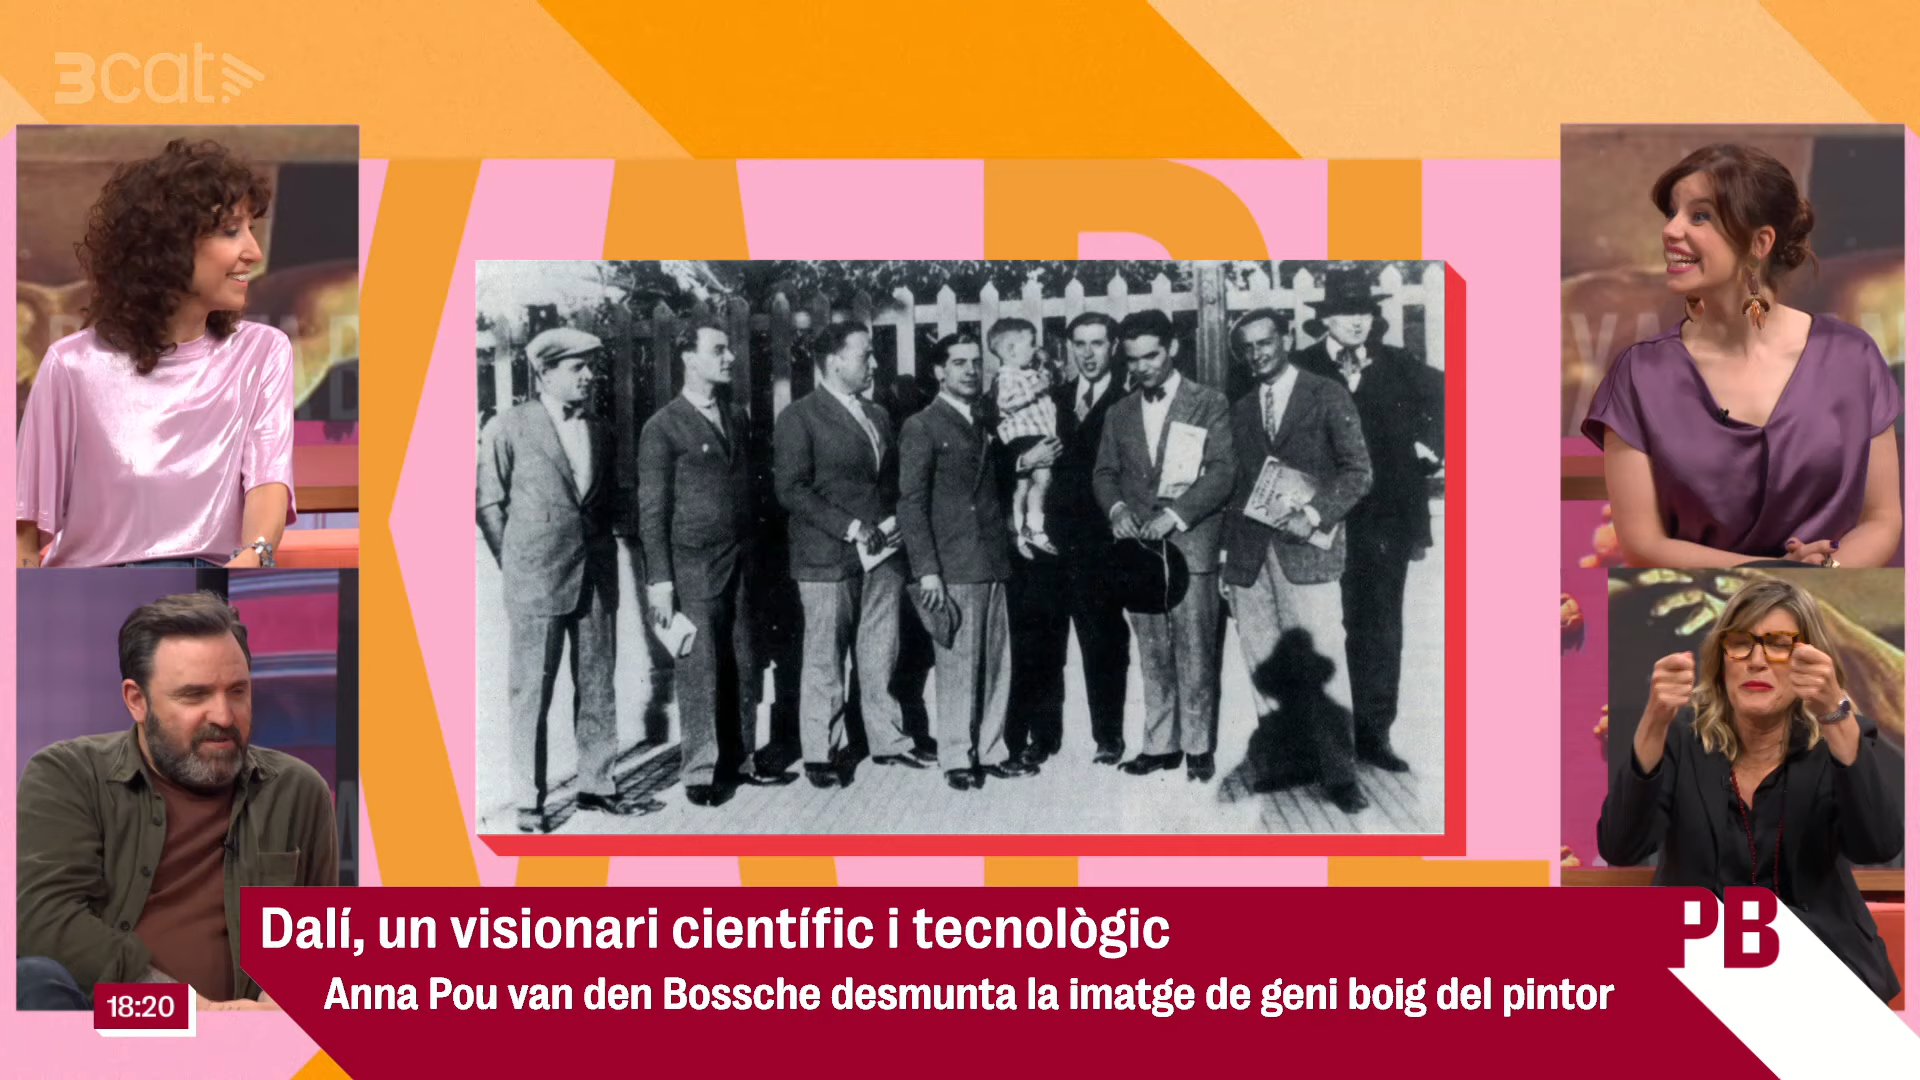 3cat
Dalí, un visionari científic i tecnològic
PB
Anna Pou van den Bossche desmunta la imatge de geni boig del pintor
18:20